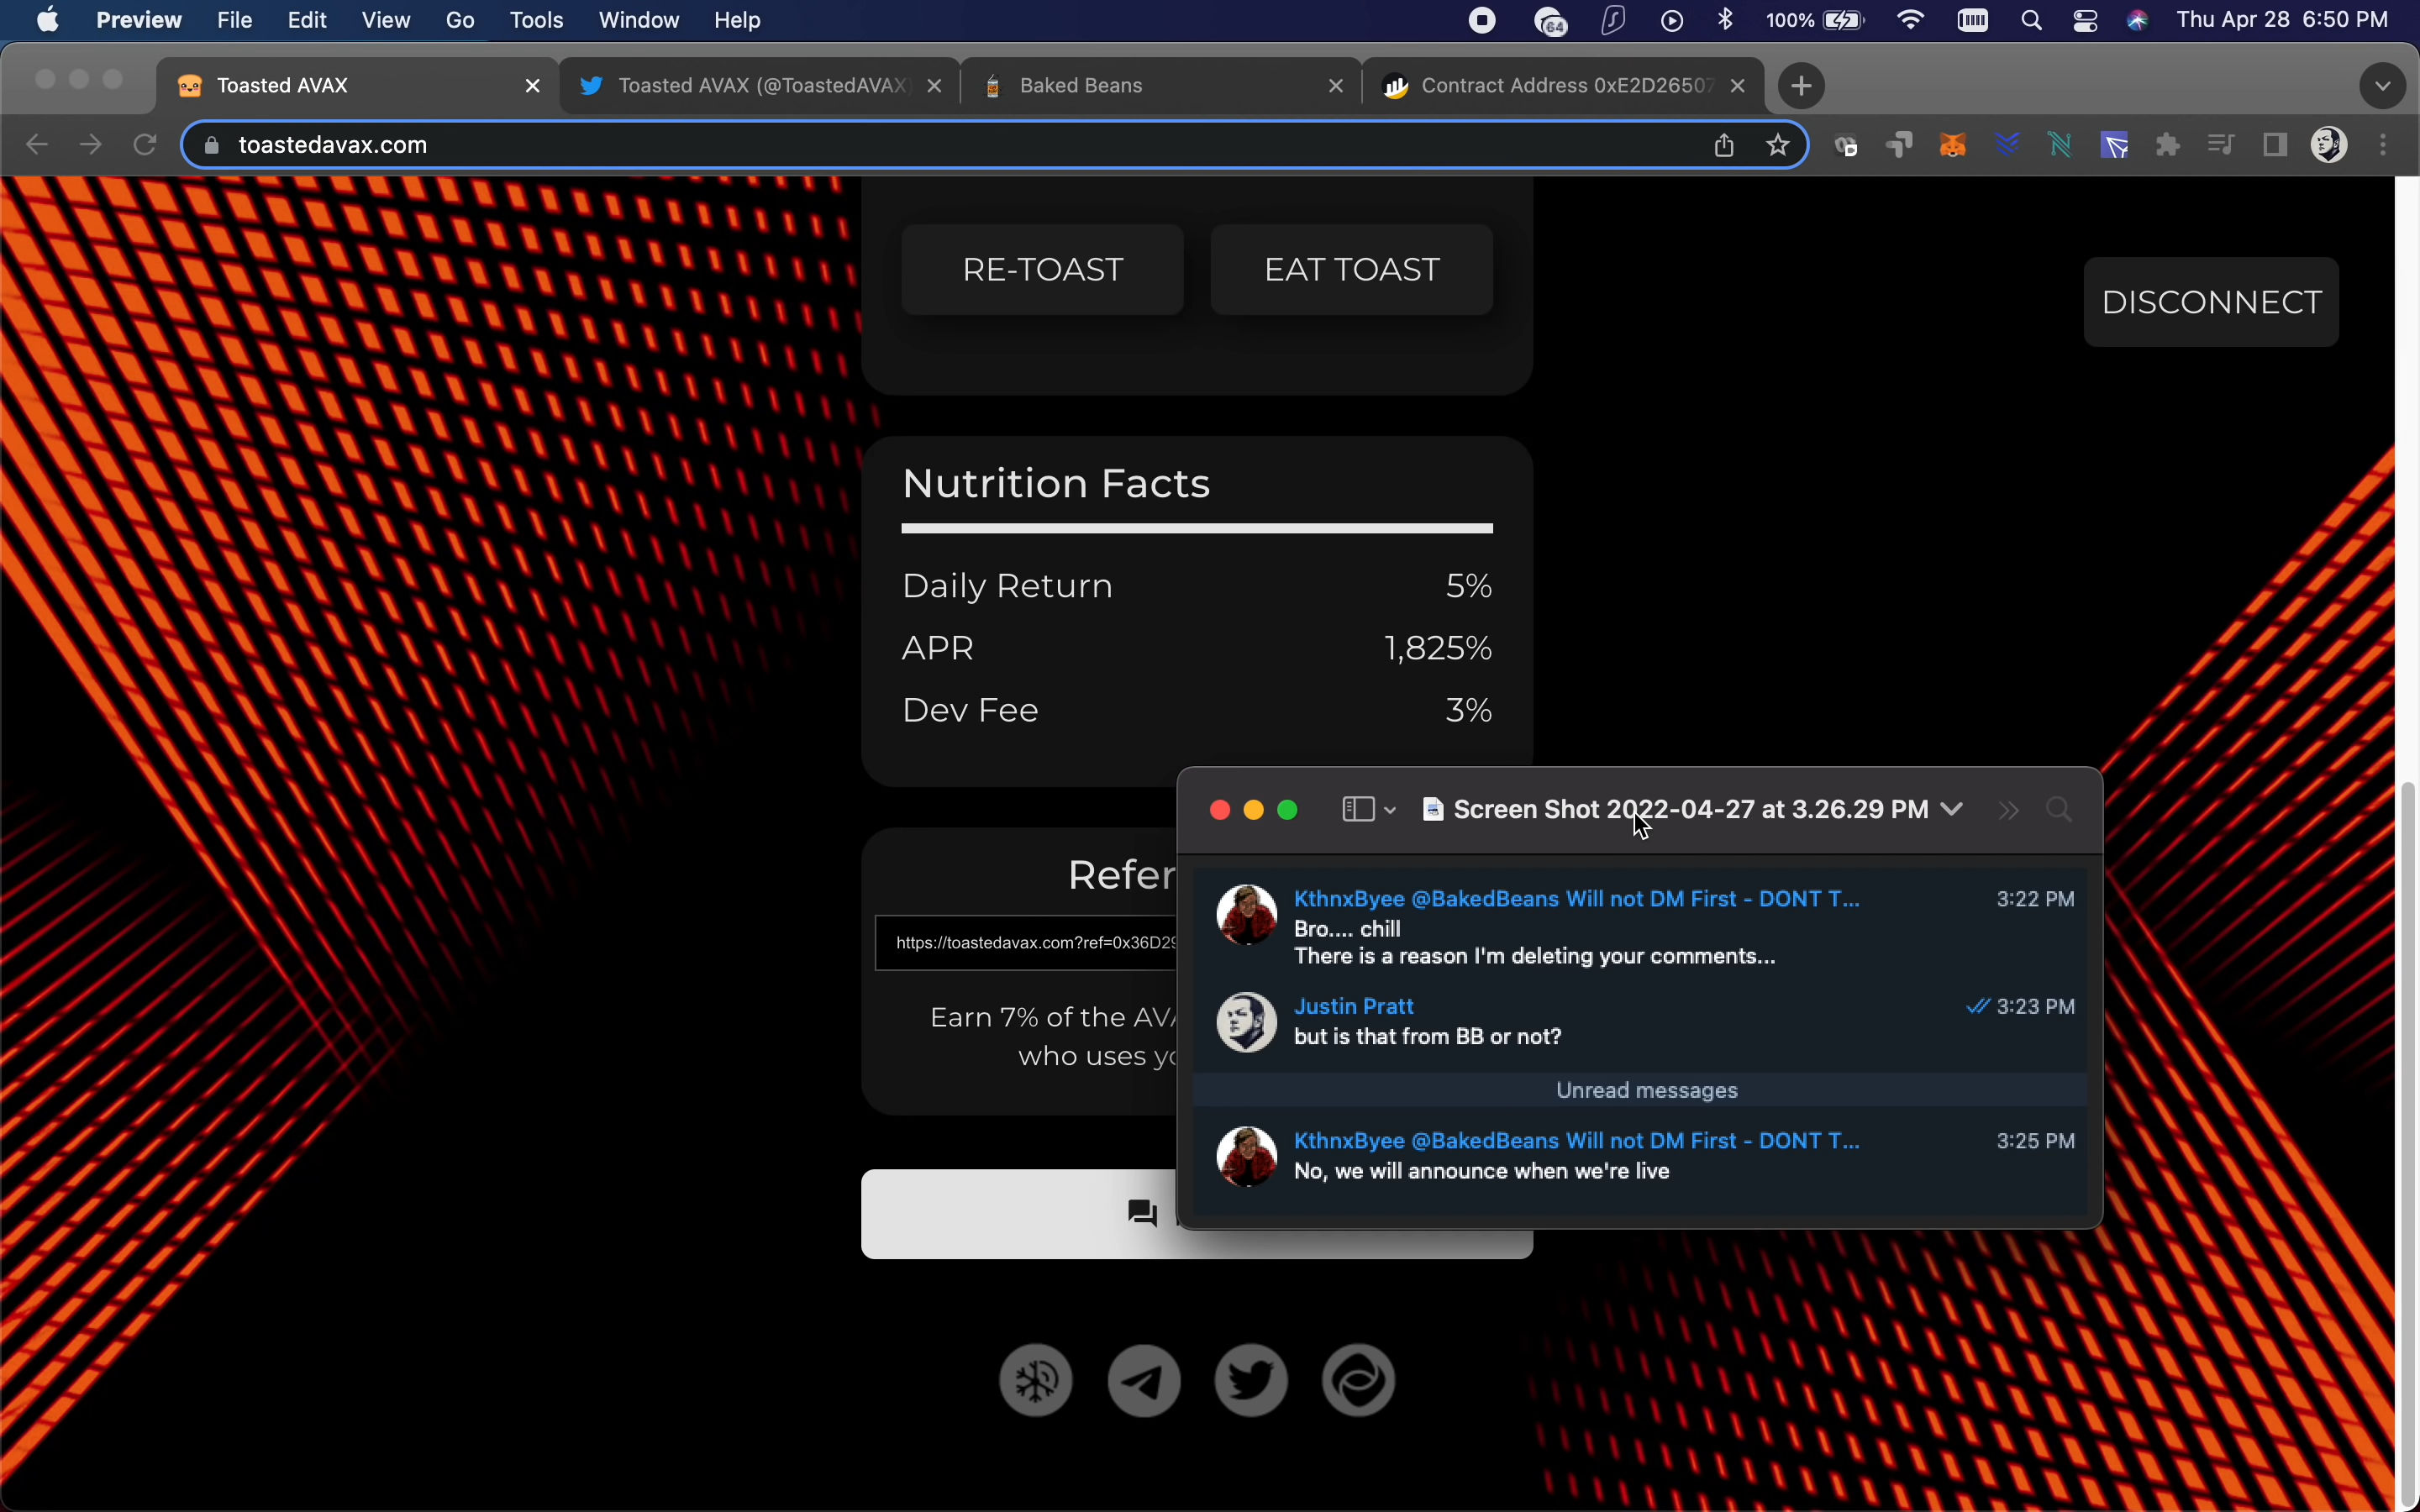 Preview File Edit View Go Tools Window Help
64 100% Thu Apr 28 6:50 PM
Toasted AVAX
Toasted AVAX (@ToastedAVAX)
Baked Beans
Contract Address 0xE2D26507
toastedavax.com
RE-TOAST EAT TOAST
DISCONNECT
Nutrition Facts
Daily Return 5%
APR 1,825%
Dev Fee 3%
Screen Shot 2022-04-27 at 3.26.29 PM
KthnxByee @BakedBeans Will not DM First - DONT T... 3:22 PM
Bro.... chill
There is a reason I'm deleting your comments...
Justin Pratt 3:23 PM
but is that from BB or not?
Unread messages
KthnxByee @BakedBeans Will not DM First - DONT T... 3:25 PM
No, we will announce when we're live
Refer
https://toastedavax.com?ref=0x36D29
Earn 7% of the AVA
who uses yo